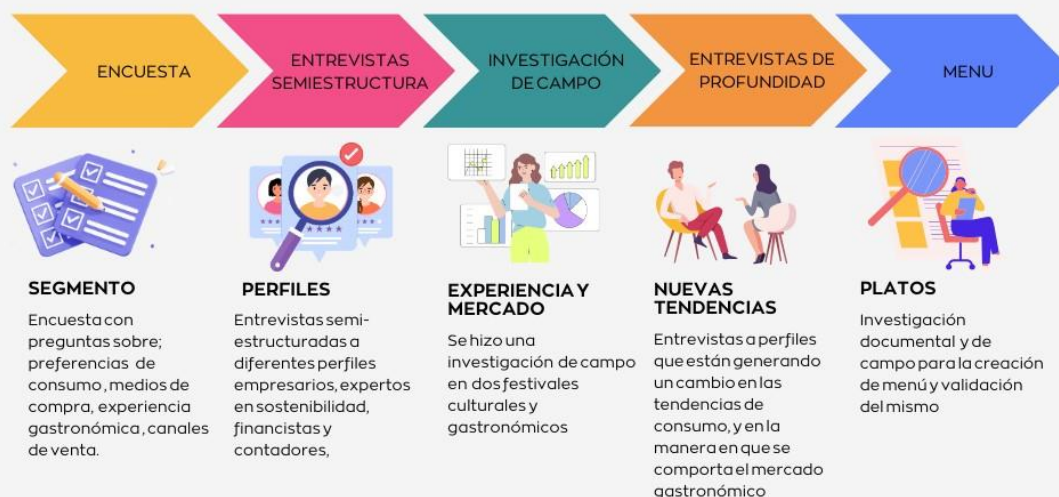 ENCUESTA
ENTREVISTAS
SEMIESTRUCTURA
INVESTIGACIÓN
DE CAMPO
ENTREVISTAS DE
PROFUNDIDAD
MENU
SEGMENTO
Encuesta con
preguntas sobre;
preferencias de
consumo, medios de
compra, experiencia
gastronómica, canales
de venta.
PERFILES
Entrevistas semi-
estructuradas a
diferentes perfiles
empresarios, expertos
en sostenibilidad,
financistas y
contadores,
EXPERIENCIA Y
MERCADO
Se hizo una
investigación de campo
en dos festivales
culturales y
gastronómicos
NUEVAS
TENDENCIAS
Entrevistas a perfiles
que están generando
un cambio en las
tendencias de
consumo, y en la
manera en que se
comporta el mercado
gastronómico
PLATOS
Investigación
documental y de
campo para la creación
de menú y validación
del mismo